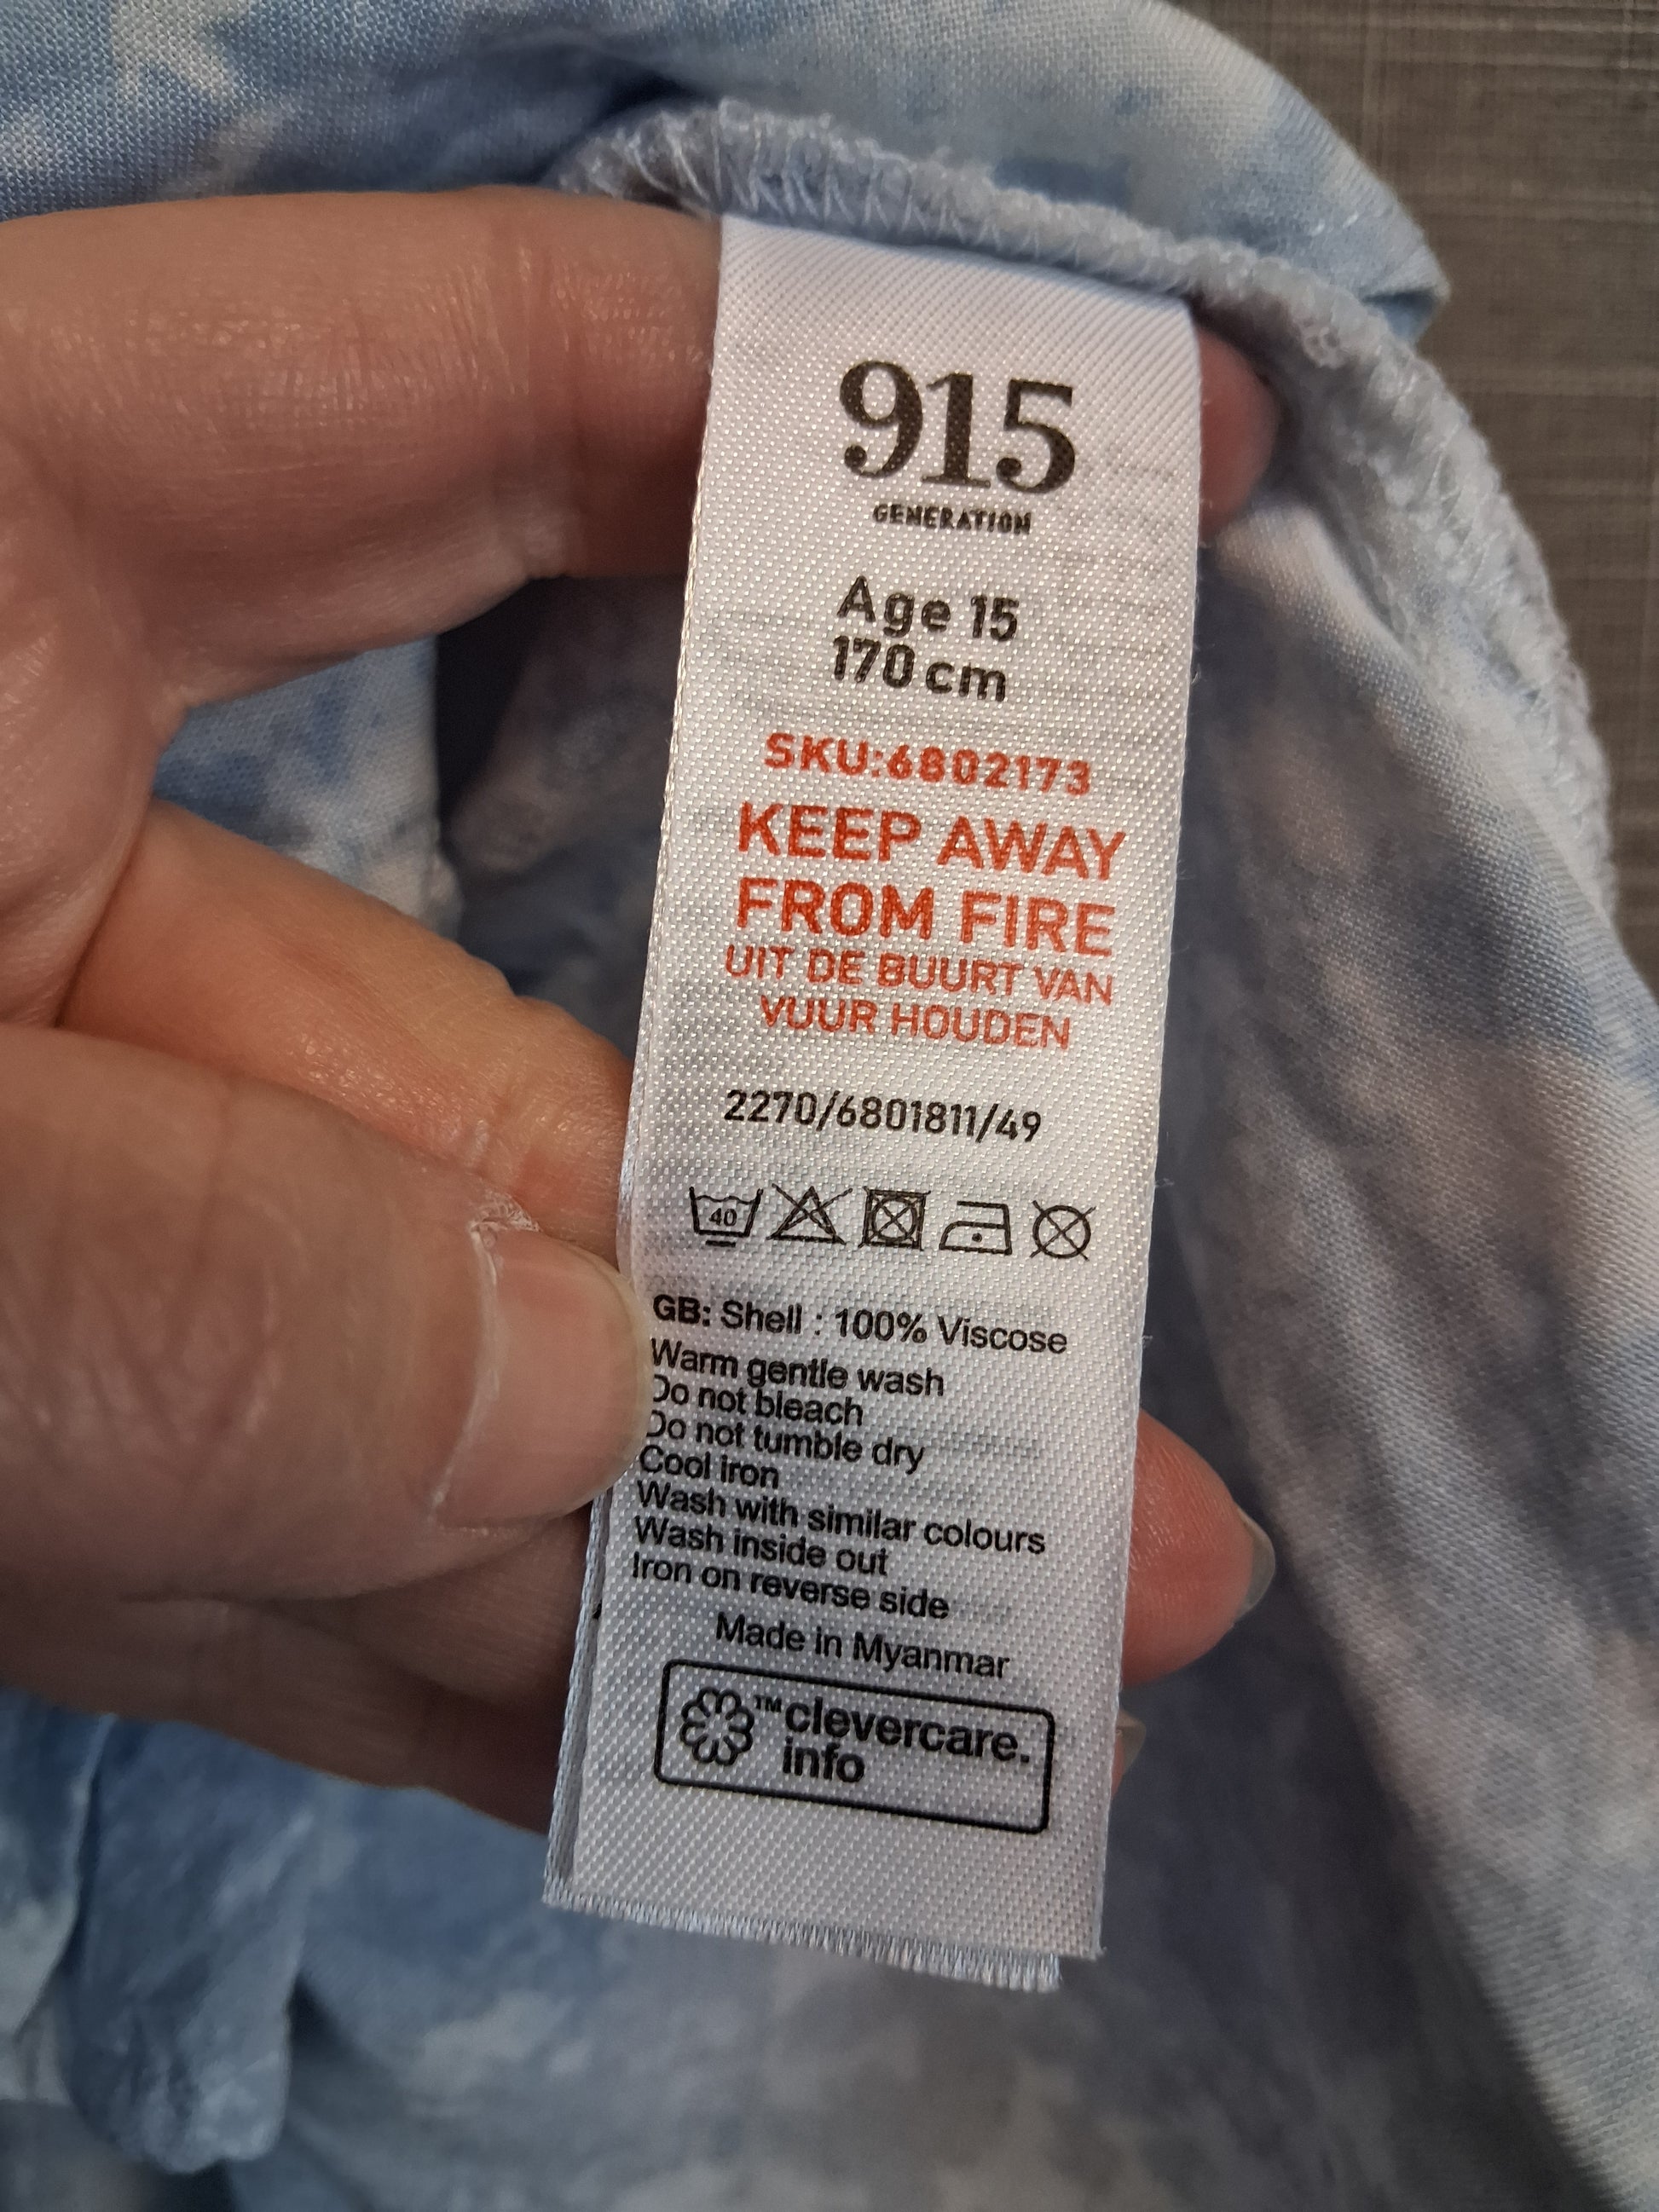 915
GENERATION
Age 15
170 cm
SKU:6802173
KEEP AWAY
FROM FIRE
UIT DE BUURT VAN
VUUR HOUDEN
2270/6801811/49
40
GB: Shell : 100% Viscose
Warm gentle wash
Do not bleach
Do not tumble dry
Cool iron
Wash with similar colours
Wash inside out
Iron on reverse side
Made in Myanmar
™clevercare.
info